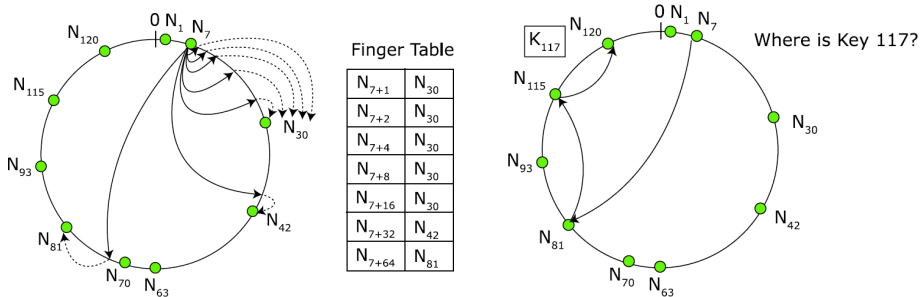 0 N1 N7
N120
N115
N93
N81
N70
N63
N42
N30
Finger Table
N7+1 N30
N7+2 N30
N7+4 N30
N7+8 N30
N7+16 N30
N7+32 N42
N7+64 N81
K117
0 N1 N7
N120
N115
N93
N81
N70
N63
N42
N30
Where is Key 117?